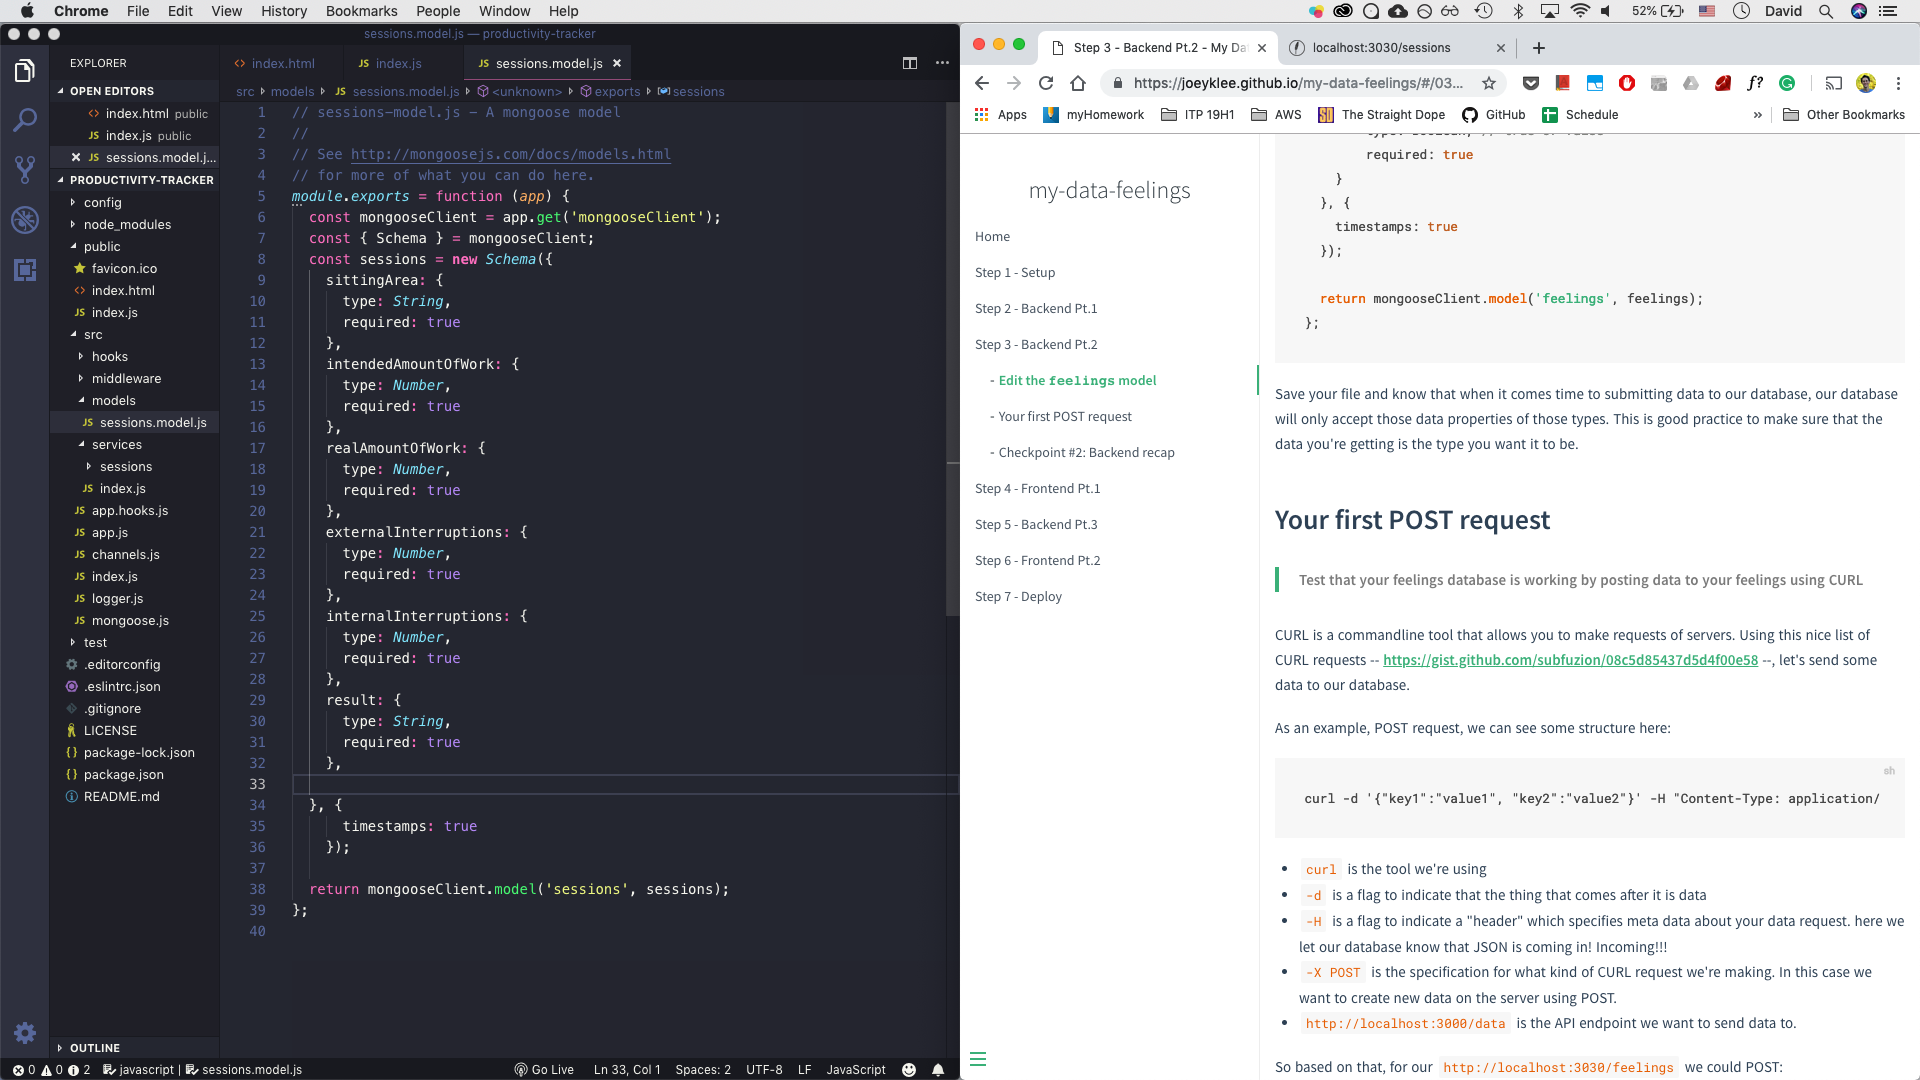 Chrome File Edit View History Bookmarks People Window Help 52% David
sessions.model.js — productivity-tracker
EXPLORER
OPEN EDITORS
index.html public
JS index.js public
JS sessions.model.j...
PRODUCTIVITY-TRACKER
config
node_modules
public
favicon.ico
index.html
JS index.js
src
hooks
middleware
models
JS sessions.model.js
services
sessions
JS index.js
JS app.hooks.js
JS app.js
JS channels.js
JS index.js
JS logger.js
JS mongoose.js
test
.editorconfig
.eslintrc.json
.gitignore
LICENSE
package-lock.json
package.json
README.md
OUTLINE
index.html JS index.js JS sessions.model.js
src models JS sessions.model.js <unknown> exports sessions
1 // sessions-model.js - A mongoose model
2 //
3 // See http://mongoosejs.com/docs/models.html
4 // for more of what you can do here.
5 module.exports = function (app) {
6 const mongooseClient = app.get('mongooseClient');
7 const { Schema } = mongooseClient;
8 const sessions = new Schema({
9 sittingArea: {
10 type: String,
11 required: true
12 },
13 intendedAmountOfWork: {
14 type: Number,
15 required: true
16 },
17 realAmountOfWork: {
18 type: Number,
19 required: true
20 },
21 externalInterruptions: {
22 type: Number,
23 required: true
24 },
25 internalInterruptions: {
26 type: Number,
27 required: true
28 },
29 result: {
30 type: String,
31 required: true
32 },
33
34 }, {
35 timestamps: true
36 });
37
38 return mongooseClient.model('sessions', sessions);
39 };
40
0 0 2 javascript | sessions.model.js Go Live Ln 33, Col 1 Spaces: 2 UTF-8 LF JavaScript
Step 3 - Backend Pt.2 - My Da localhost:3030/sessions
https://joeyklee.github.io/my-data-feelings/#/03... f?
Apps myHomework ITP 19H1 AWS The Straight Dope GitHub Schedule » Other Bookmarks
my-data-feelings
Home
Step 1 - Setup
Step 2 - Backend Pt.1
Step 3 - Backend Pt.2
- Edit the feelings model
- Your first POST request
- Checkpoint #2: Backend recap
Step 4 - Frontend Pt.1
Step 5 - Backend Pt.3
Step 6 - Frontend Pt.2
Step 7 - Deploy
required: true
}
}, {
timestamps: true
});
return mongooseClient.model('feelings', feelings);
};
Save your file and know that when it comes time to submitting data to our database, our database
will only accept those data properties of those types. This is good practice to make sure that the
data you're getting is the type you want it to be.
Your first POST request
Test that your feelings database is working by posting data to your feelings using CURL
CURL is a commandline tool that allows you to make requests of servers. Using this nice list of
CURL requests -- https://gist.github.com/subfuzion/08c5d85437d5d4f00e58 --, let's send some
data to our database.
As an example, POST request, we can see some structure here:
sh
curl -d '{"key1":"value1", "key2":"value2"}' -H "Content-Type: application/
• curl is the tool we're using
• -d is a flag to indicate that the thing that comes after it is data
• -H is a flag to indicate a "header" which specifies meta data about your data request. here we
let our database know that JSON is coming in! Incoming!!!
• -X POST is the specification for what kind of CURL request we're making. In this case we
want to create new data on the server using POST.
• http://localhost:3000/data is the API endpoint we want to send data to.
So based on that, for our http://localhost:3030/feelings we could POST: